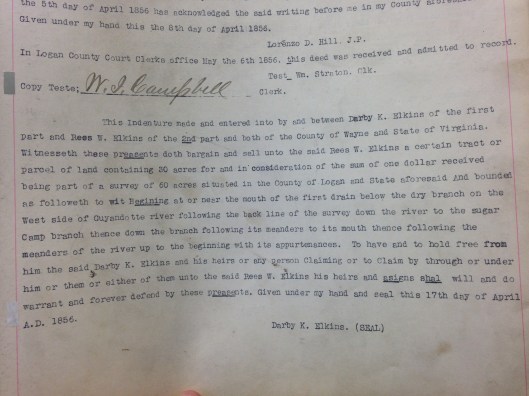 the 5th day of April 1856 has acknowledged the said writing before me in my County aforesaid
Given under my hand this the 8th day of April 1856.
Lorenzo D. Hill, J.P.
In Logan County Court Clerks office May the 6th 1856. this deed was received and admitted to record.
Test Wm. Straton, Clk.
Copy Teste; W. I. Campbell Clerk.
This Indenture made and entered into by and between Darby K. Elkins of the first
part and Rees W. Elkins of the 2nd part and both of the County of Wayne and State of Virginia.
Witnesseth these pressents doth bargain and sell unto the said Rees W. Elkins a certain tract or
parcel of land containing 30 acres for and in consideration of the sum of one dollar received
being part of a survey of 60 acres situated in the County of Logan and State aforesaid And bounded
as followeth to wit Begining at or near the mouth of the first drain below the dry branch on the
West side of Guyandotte river following the back line of the survey down the river to the sugar
Camp branch thence down the branch following its meanders to its mouth thence following the
meanders of the river up to the beginning with its appurtenances. To have and to hold free from
him the said Darby K. Elkins and his heirs or any person Claiming or to Claim by through or under
him or them or either of them unto the said Rees W. Elkins his heirs and asigns shal will and do
warrant and forever defend by these pressents. Given under my hand and seal this 17th day of April
A.D. 1856.
Darby K. Elkins. (SEAL)